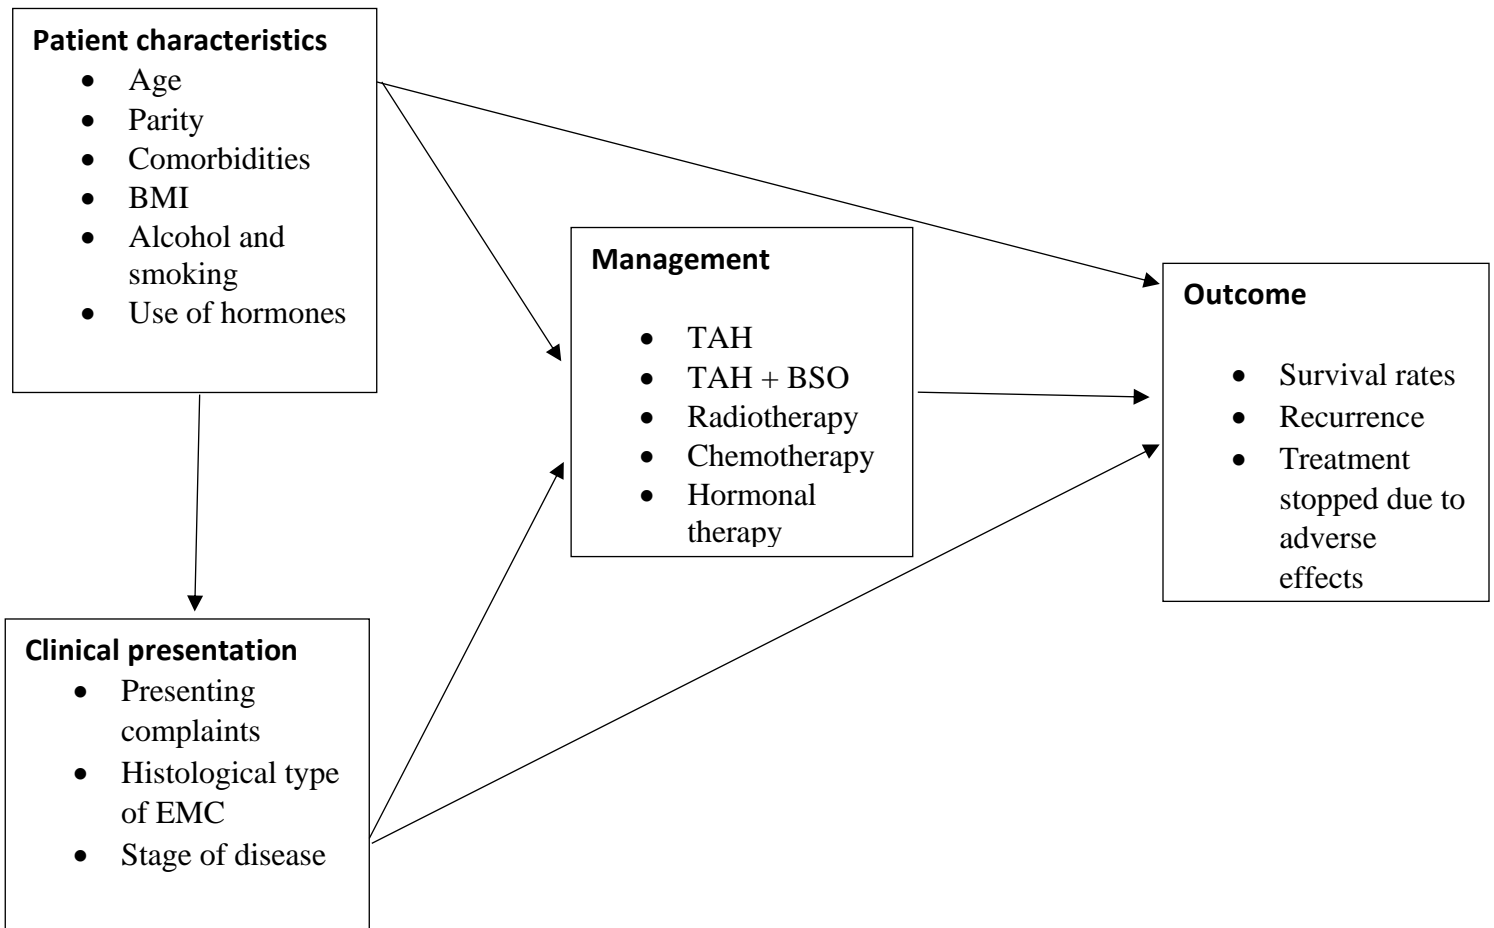 Patient characteristics
• Age
• Parity
• Comorbidities
• BMI
• Alcohol and
smoking
• Use of hormones
Management
• TAH
• TAH + BSO
• Radiotherapy
• Chemotherapy
• Hormonal
therapy
Outcome
• Survival rates
• Recurrence
• Treatment
stopped due to
adverse
effects
Clinical presentation
• Presenting
complaints
• Histological type
of EMC
• Stage of disease